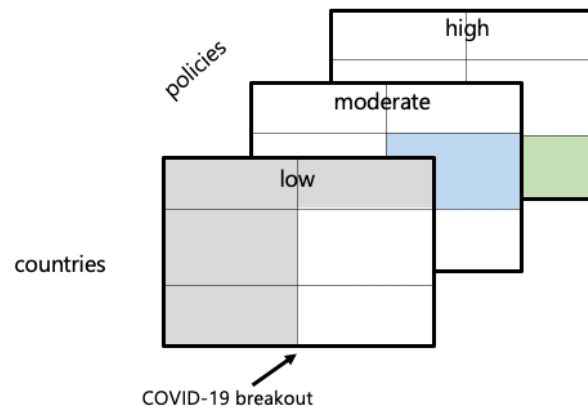 high
policies
moderate
low
countries
COVID-19 breakout